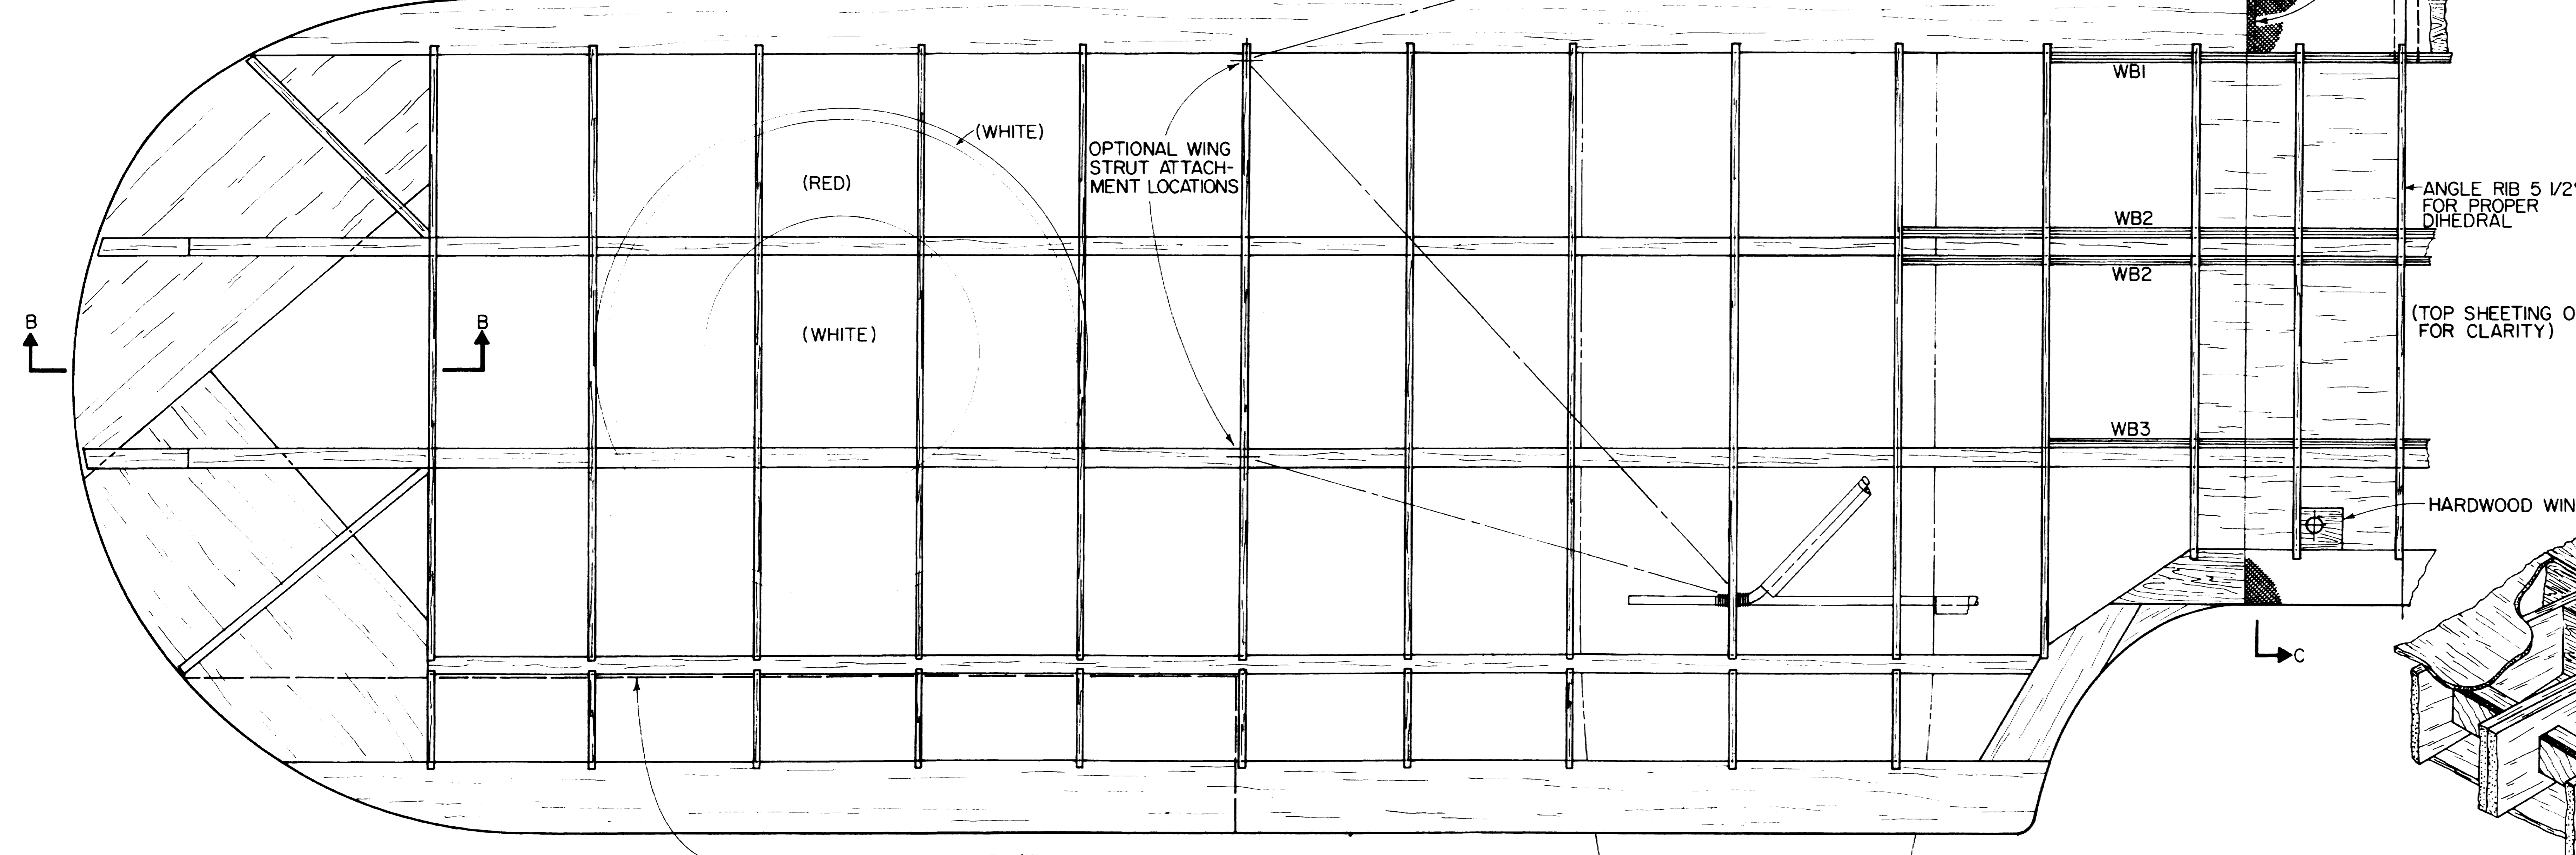 WB1
(WHITE)
OPTIONAL WING
STRUT ATTACH-
MENT LOCATIONS
(RED)
ANGLE RIB 5 1/2°
FOR PROPER
DIHEDRAL
WB2
WB2
B
B
(WHITE)
(TOP SHEETING
FOR CLARITY)
WB3
HARDWOOD
C